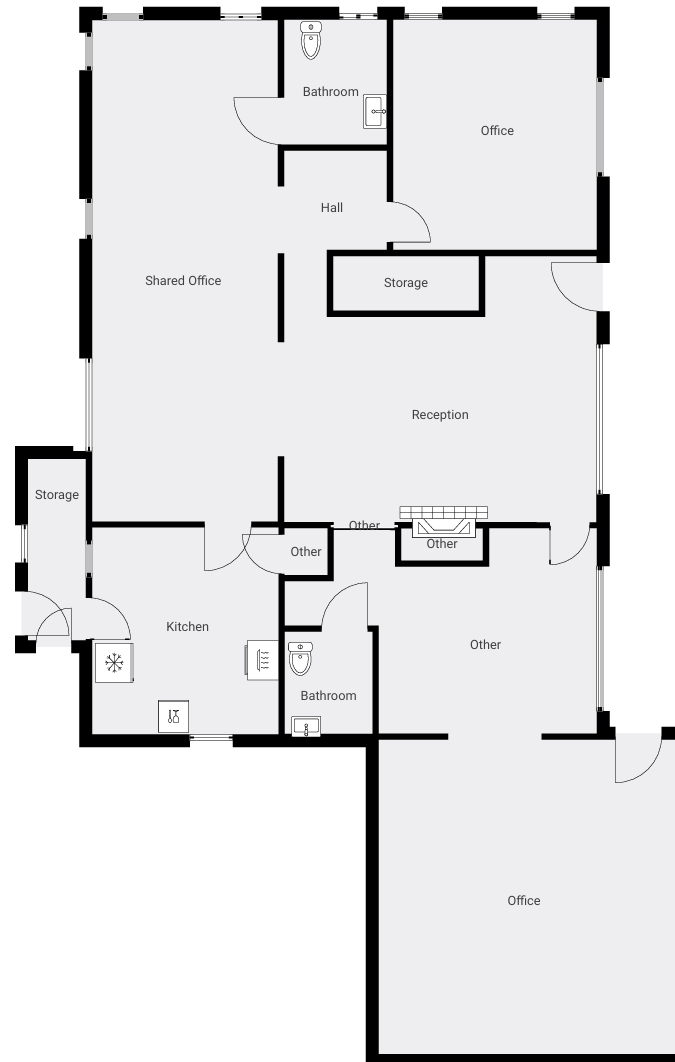 Bathroom
Office
Hall
Shared Office
Storage
Reception
Storage
Other
Other
Other
Kitchen
Other
Bathroom
Office